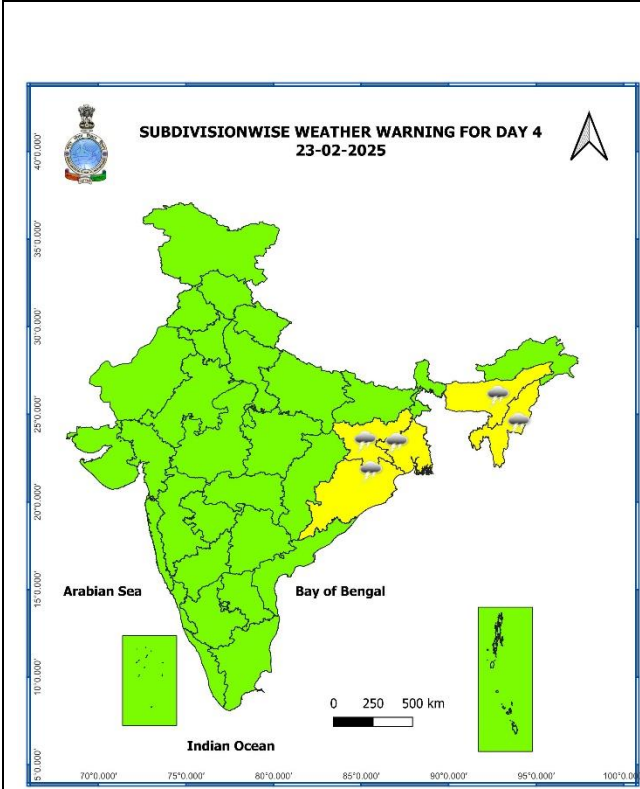 SUBDIVISIONWISE WEATHER WARNING FOR DAY 4
23-02-2025
40°0.000'
35°0.000'
30°0.000'
25°0.000'
20°0.000'
15°0.000'
10°0.000'
5°0.000'
Arabian Sea
Bay of Bengal
0 250 500 km
Indian Ocean
70°0.000' 75°0.000' 80°0.000' 85°0.000' 90°0.000' 95°0.000' 100°0.00